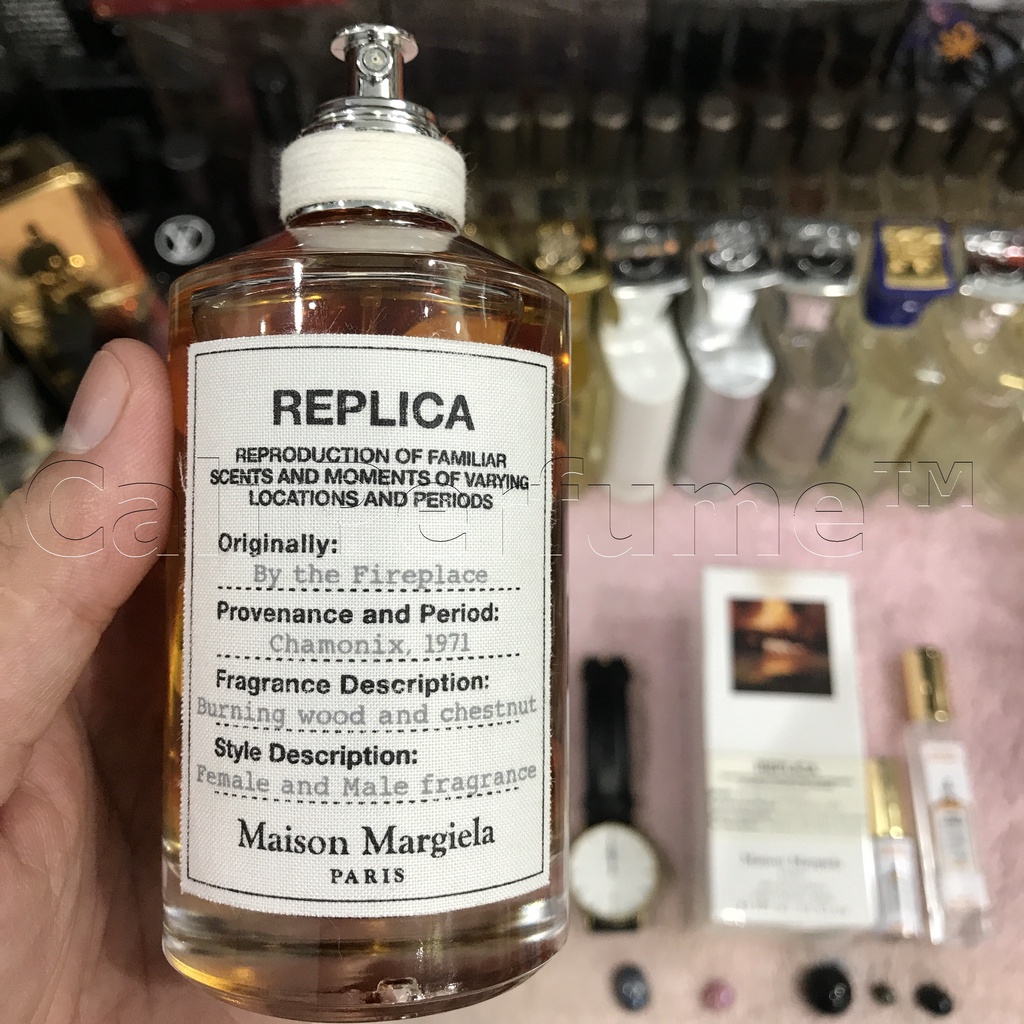 REPLICA
REPRODUCTION OF FAMILIAR
SCENTS AND MOMENTS OF VARYING
LOCATIONS AND PERIODS
Originally:
By the Fireplace
Provenance and Period:
Chamonix, 1971
Fragrance Description:
Burning wood and chestnut
Style Description:
Female and Male fragrance
Maison Margiela
PARIS
REPLICA